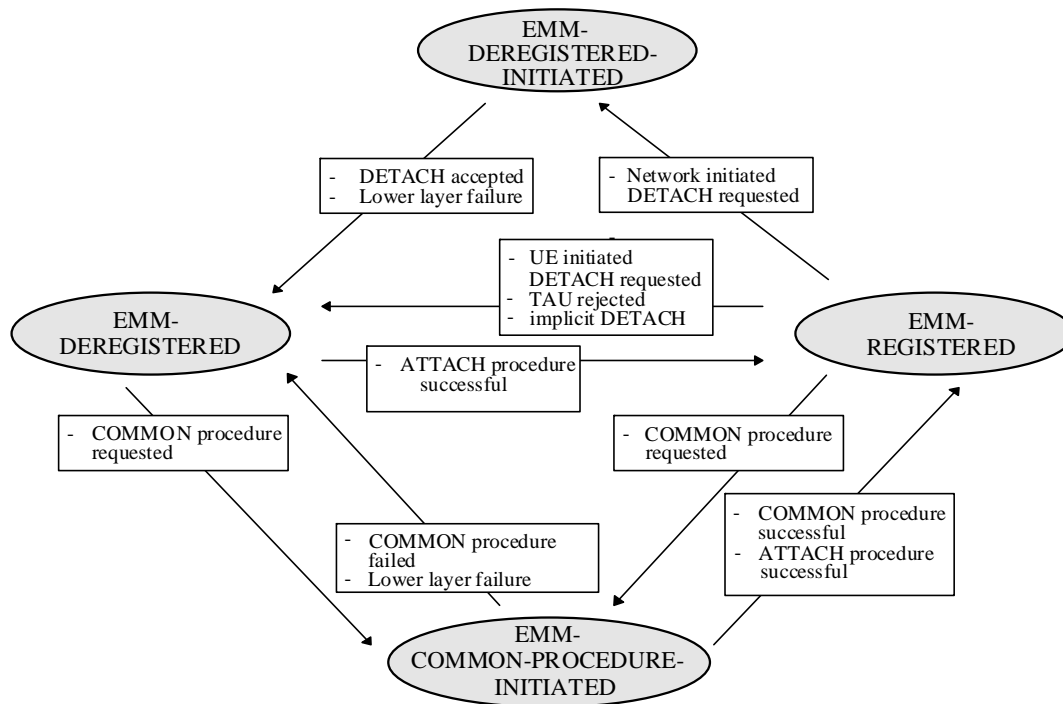 EMM-
DEREGISTERED-
INITIATED
- DETACH accepted
- Lower layer failure
- Network initiated
DETACH requested
- UE initiated
DETACH requested
- TAU rejected
- implicit DETACH
EMM-
DEREGISTERED
EMM-
REGISTERED
- ATTACH procedure
successful
- COMMON procedure
requested
- COMMON procedure
requested
- COMMON procedure
failed
- Lower layer failure
- COMMON procedure
successful
- ATTACH procedure
successful
EMM-
COMMON-PROCEDURE-
INITIATED